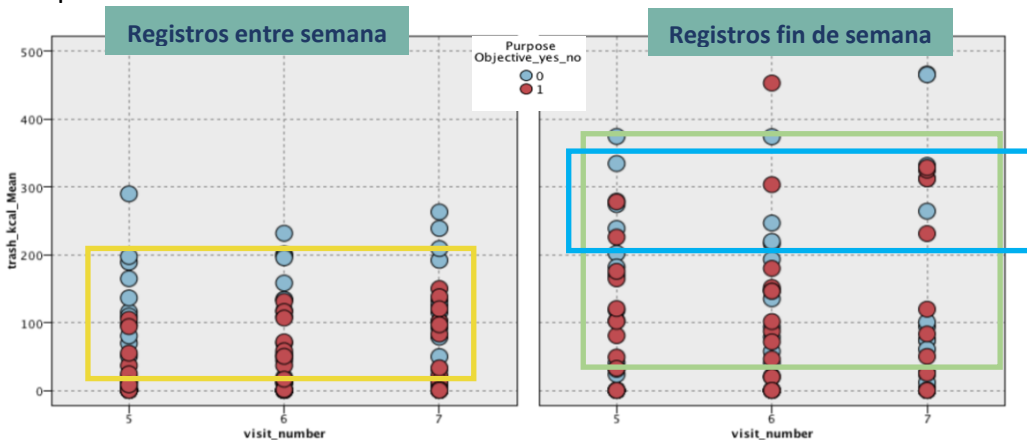 Registros entre semana
Registros fin de semana
Purpose
Objective_yes_no
0
1
trash_kcal_Mean
500
400
300
200
100
0
5
6
7
visit_number
5
6
7
visit_number